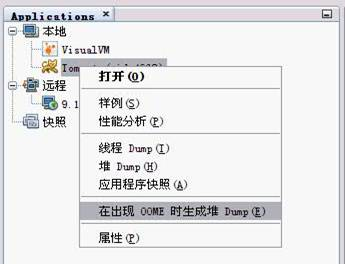 Applications
本地
VisualVM
打开(O)
远程
9.1
样例(S)
快照
性能分析(P)
线程 Dump(I)
堆 Dump(H)
应用程序快照(A)
在出现 OOME 时生成堆 Dump(E)
属性(P)